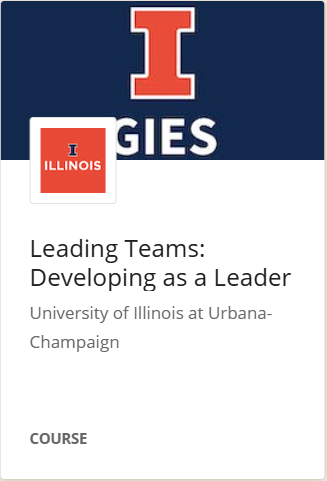 I
GIES
I
ILLINOIS
Leading Teams:
Developing as a Leader
University of Illinois at Urbana-
Champaign
COURSE